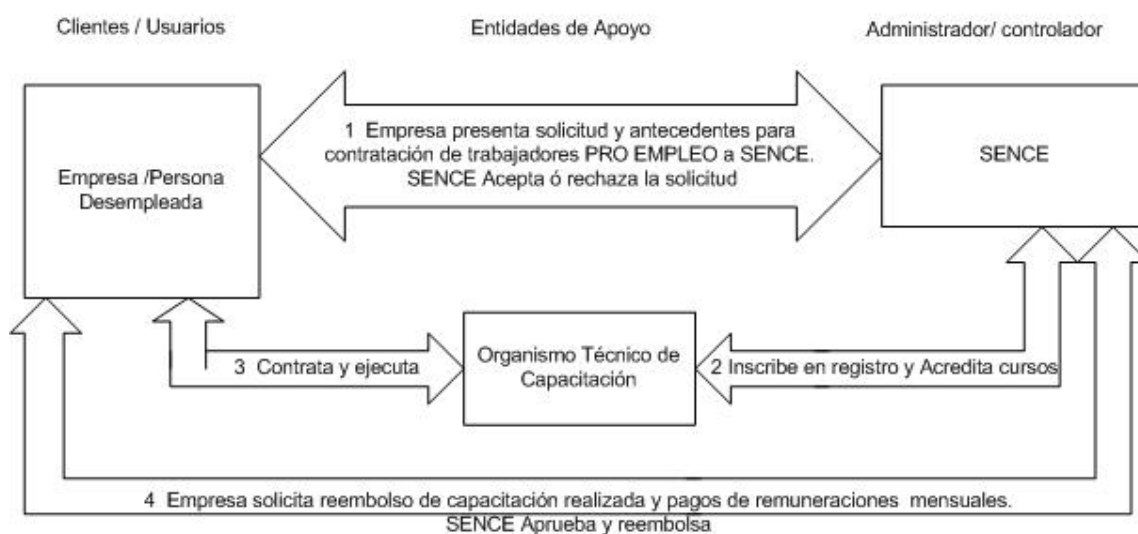 Clientes / Usuarios
Entidades de Apoyo
Administrador/ controlador
1 Empresa presenta solicitud y antecedentes para
contratación de trabajadores PRO EMPLEO a SENCE.
SENCE Acepta ó rechaza la solicitud
Empresa /Persona
Desempleada
SENCE
3 Contrata y ejecuta
Organismo Técnico de
Capacitación
2 Inscribe en registro y Acredita cursos
4 Empresa solicita reembolso de capacitación realizada y pagos de remuneraciones mensuales.
SENCE Aprueba y reembolsa